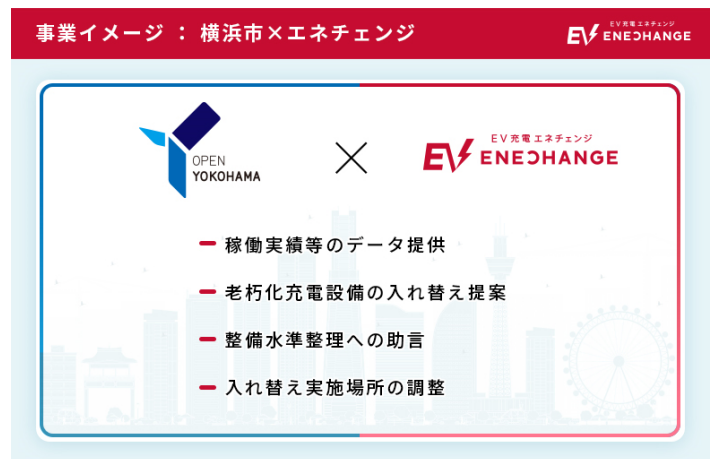 事業イメージ ： 横浜市×エネチェンジ
EV充電エネチェンジ
EV ENECHANGE
OPEN
YOKOHAMA
×
EV充電エネチェンジ
EV ENECHANGE
稼働実績等のデータ提供
老朽化充電設備の入れ替え提案
整備水準整理への助言
入れ替え実施場所の調整